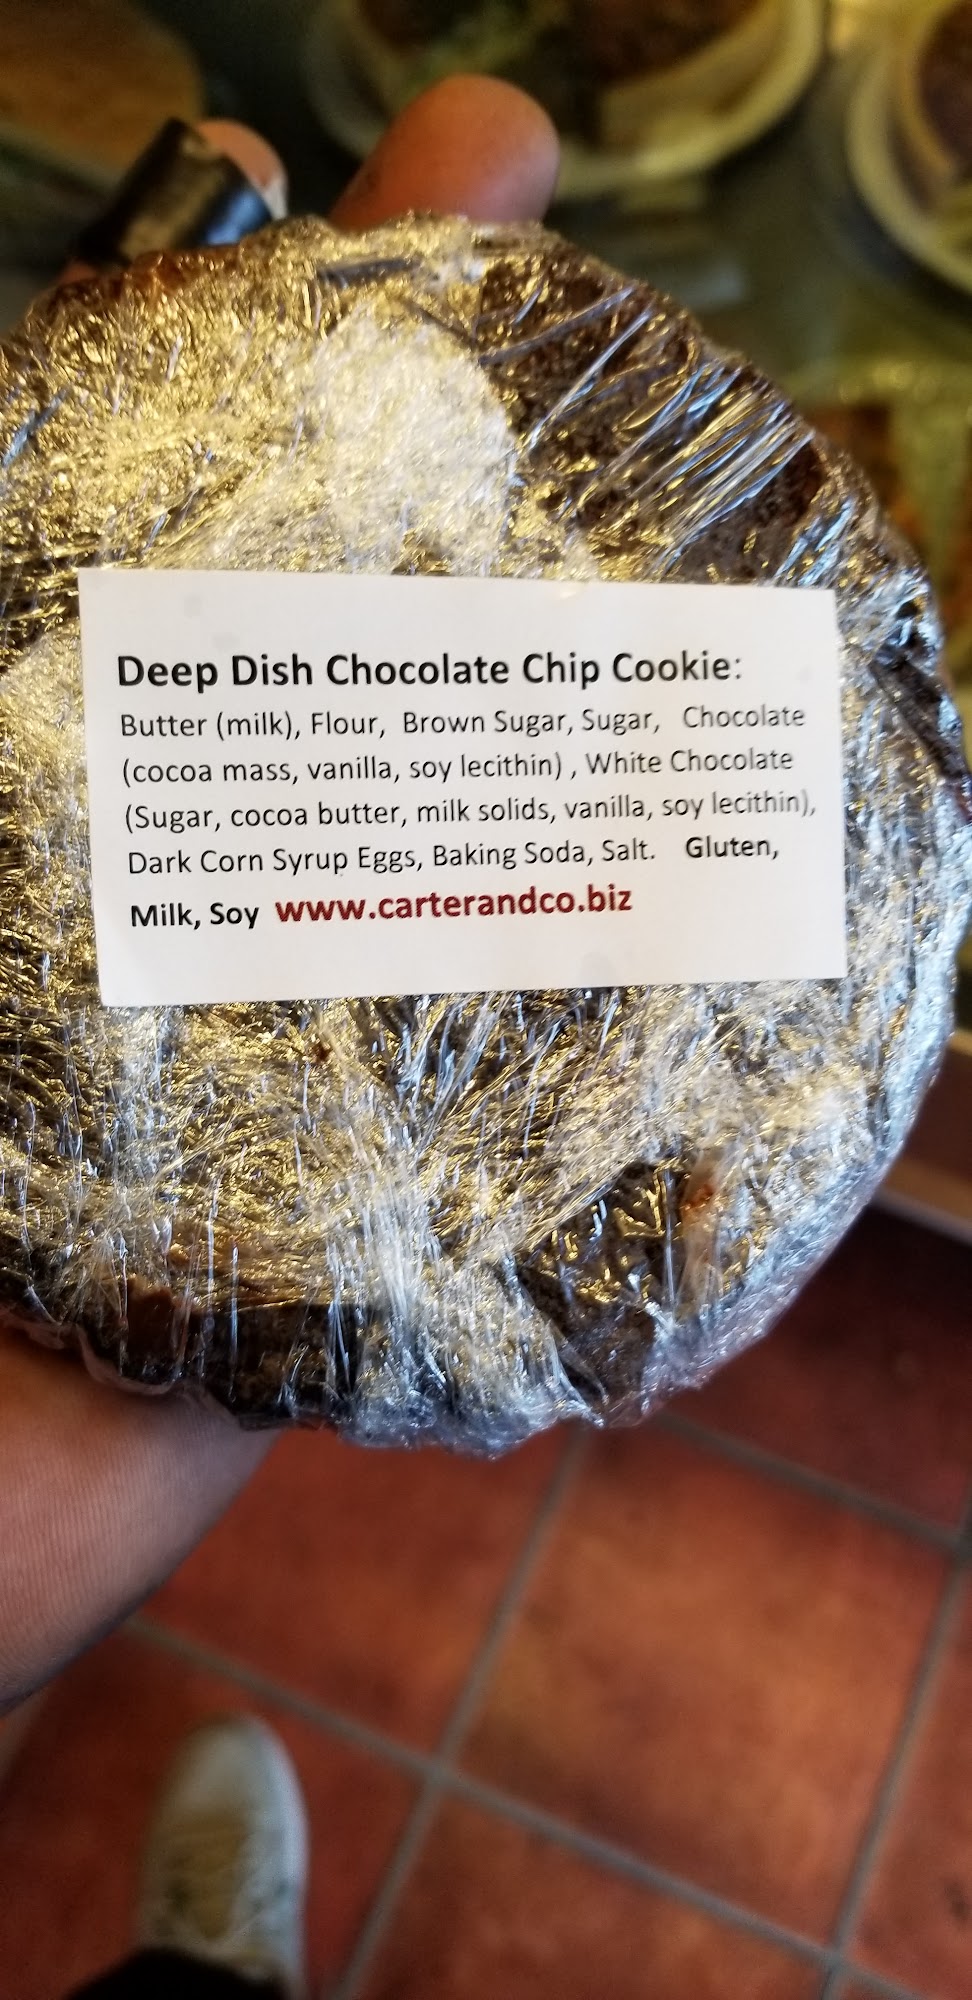 Deep Dish Chocolate Chip Cookie:
Butter (milk), Flour, Brown Sugar, Sugar, Chocolate
(cocoa mass, vanilla, soy lecithin) , White Chocolate
(Sugar, cocoa butter, milk solids, vanilla, soy lecithin),
Dark Corn Syrup Eggs, Baking Soda, Salt. Gluten,
Milk, Soy www.carterandco.biz